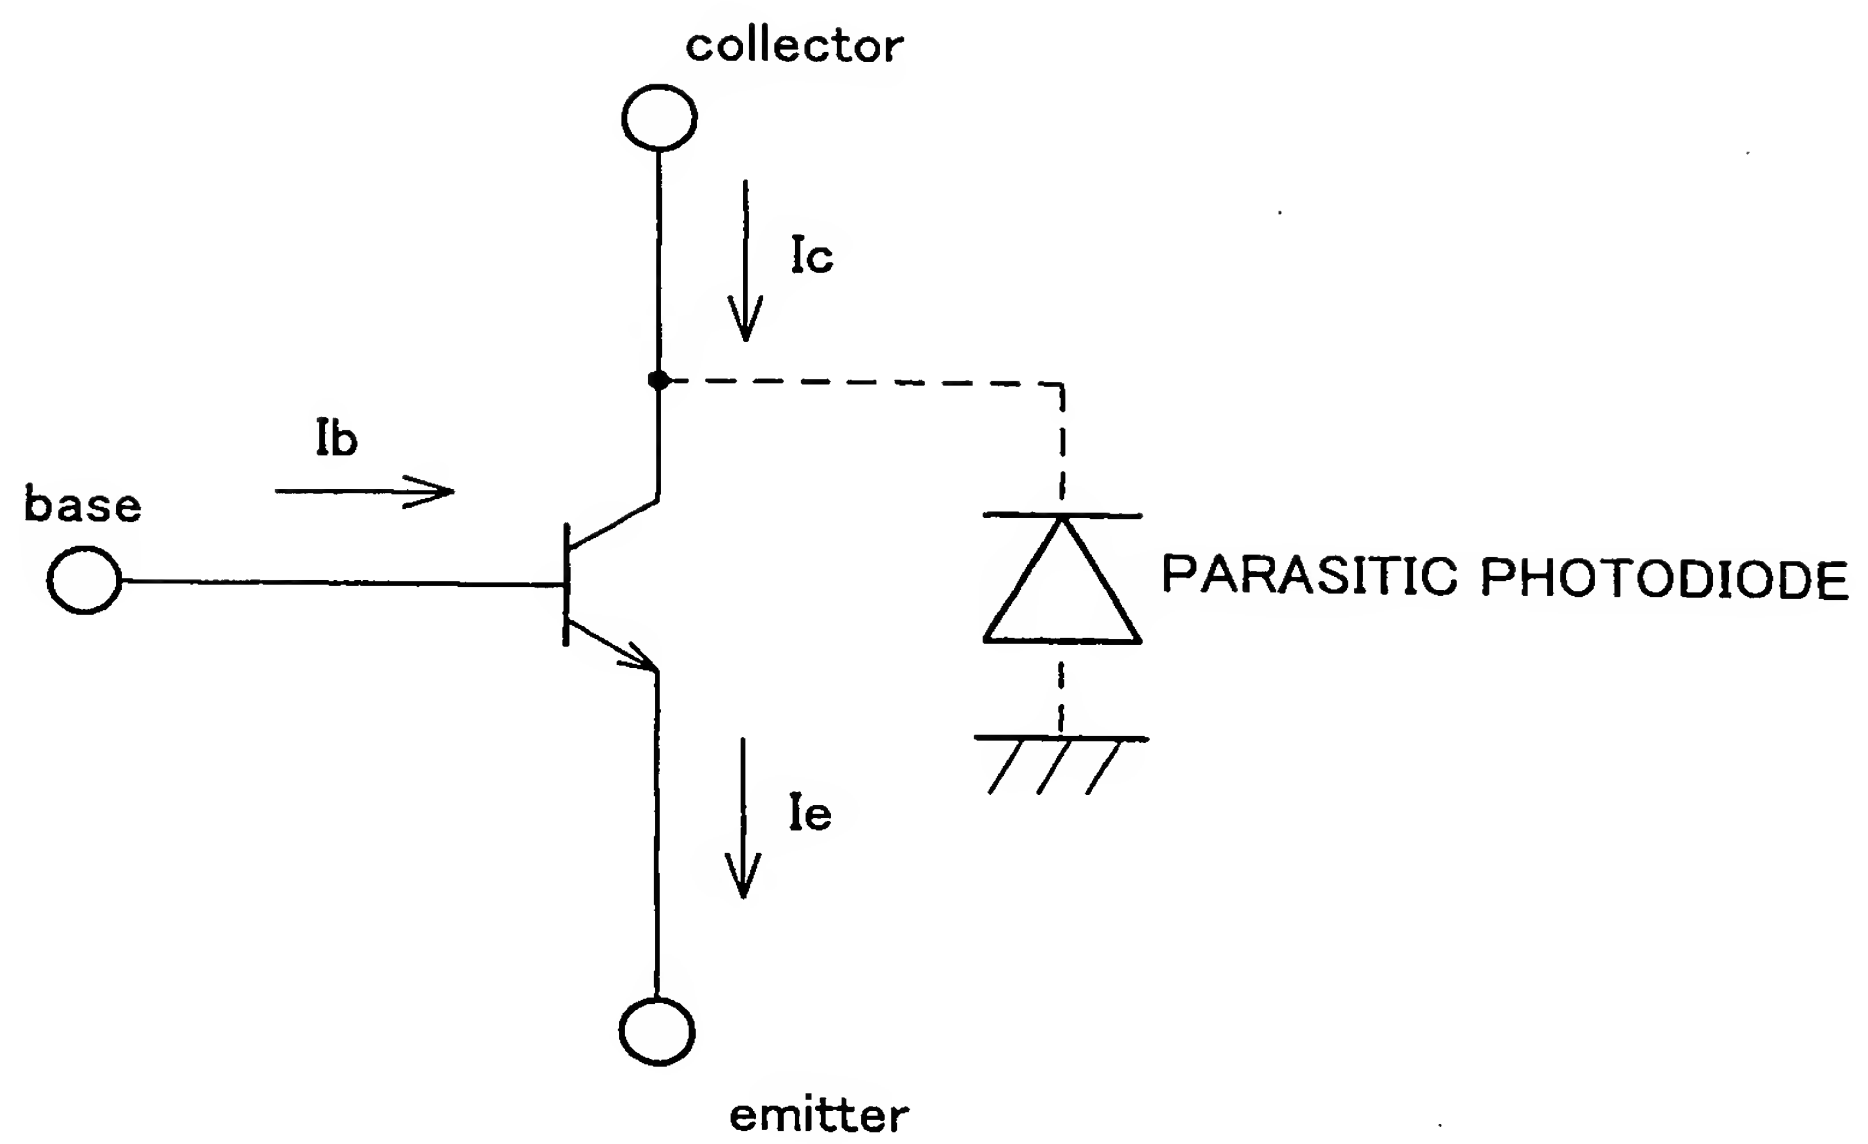 collector
Ic
Ib
base
PARASITIC PHOTODIODE
Ie
emitter